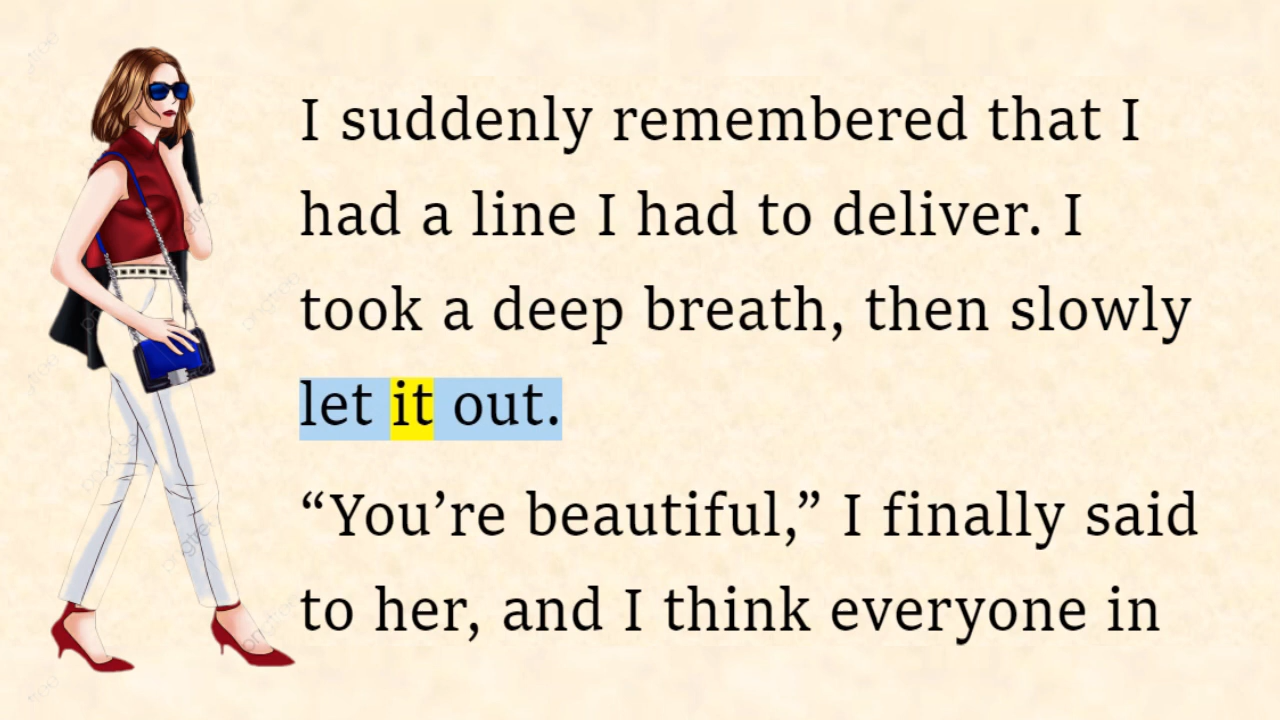 I suddenly remembered that I
had a line I had to deliver. I
took a deep breath, then slowly
let it out.
“You’re beautiful,” I finally said
to her, and I think everyone in